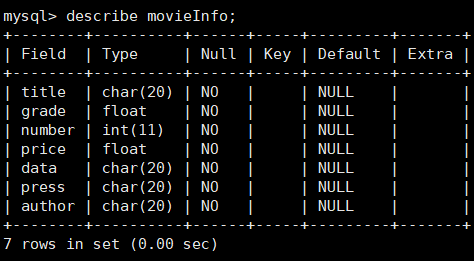 mysql> describe movieInfo;
+--------+----------+------+-----+---------+-------+
| Field  | Type     | Null | Key | Default | Extra |
+--------+----------+------+-----+---------+-------+
| title  | char(20) | NO   |     | NULL    |       |
| grade  | float    | NO   |     | NULL    |       |
| number | int(11)  | NO   |     | NULL    |       |
| price  | float    | NO   |     | NULL    |       |
| data   | char(20) | NO   |     | NULL    |       |
| press  | char(20) | NO   |     | NULL    |       |
| author | char(20) | NO   |     | NULL    |       |
+--------+----------+------+-----+---------+-------+
7 rows in set (0.00 sec)